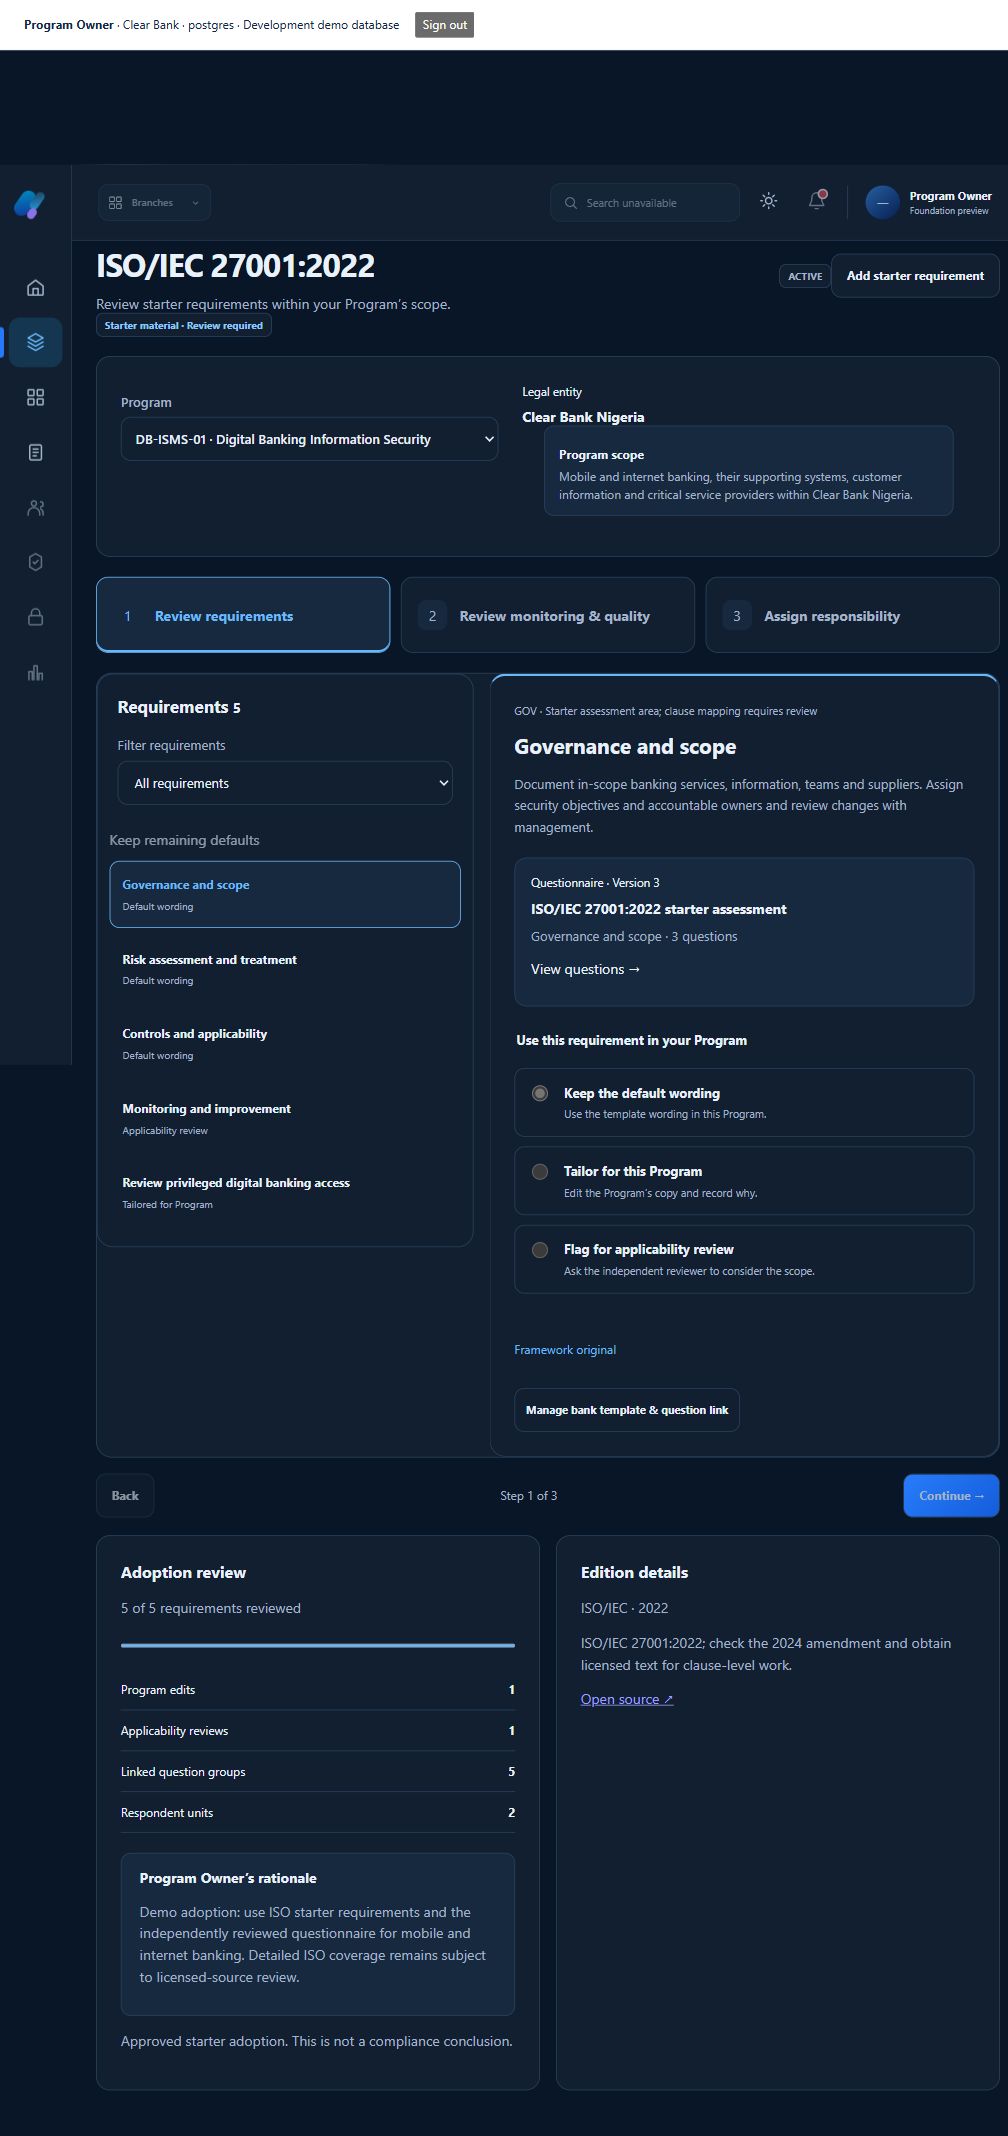 Program Owner · Clear Bank · postgres · Development demo database
Sign out
Branches
Search unavailable
Program Owner
Foundation preview
ISO/IEC 27001:2022
Review starter requirements within your Program’s scope.
Starter material · Review required
ACTIVE
Add starter requirement
Program
DB-ISMS-01 · Digital Banking Information Security
Legal entity
Clear Bank Nigeria
Program scope
Mobile and internet banking, their supporting systems, customer
information and critical service providers within Clear Bank Nigeria.
1 Review requirements
2 Review monitoring & quality
3 Assign responsibility
Requirements 5
Filter requirements
All requirements
Keep remaining defaults
Governance and scope
Default wording
Risk assessment and treatment
Default wording
Controls and applicability
Default wording
Monitoring and improvement
Applicability review
Review privileged digital banking access
Tailored for Program
GOV · Starter assessment area; clause mapping requires review
Governance and scope
Document in-scope banking services, information, teams and suppliers. Assign
security objectives and accountable owners and review changes with
management.
Questionnaire · Version 3
ISO/IEC 27001:2022 starter assessment
Governance and scope · 3 questions
View questions →
Use this requirement in your Program
Keep the default wording
Use the template wording in this Program.
Tailor for this Program
Edit the Program’s copy and record why.
Flag for applicability review
Ask the independent reviewer to consider the scope.
Framework original
Manage bank template & question link
Back
Step 1 of 3
Continue →
Adoption review
5 of 5 requirements reviewed
Program edits 1
Applicability reviews 1
Linked question groups 5
Respondent units 2
Program Owner’s rationale
Demo adoption: use ISO starter requirements and the
independently reviewed questionnaire for mobile and
internet banking. Detailed ISO coverage remains subject
to licensed-source review.
Approved starter adoption. This is not a compliance conclusion.
Edition details
ISO/IEC · 2022
ISO/IEC 27001:2022; check the 2024 amendment and obtain
licensed text for clause-level work.
Open source ↗